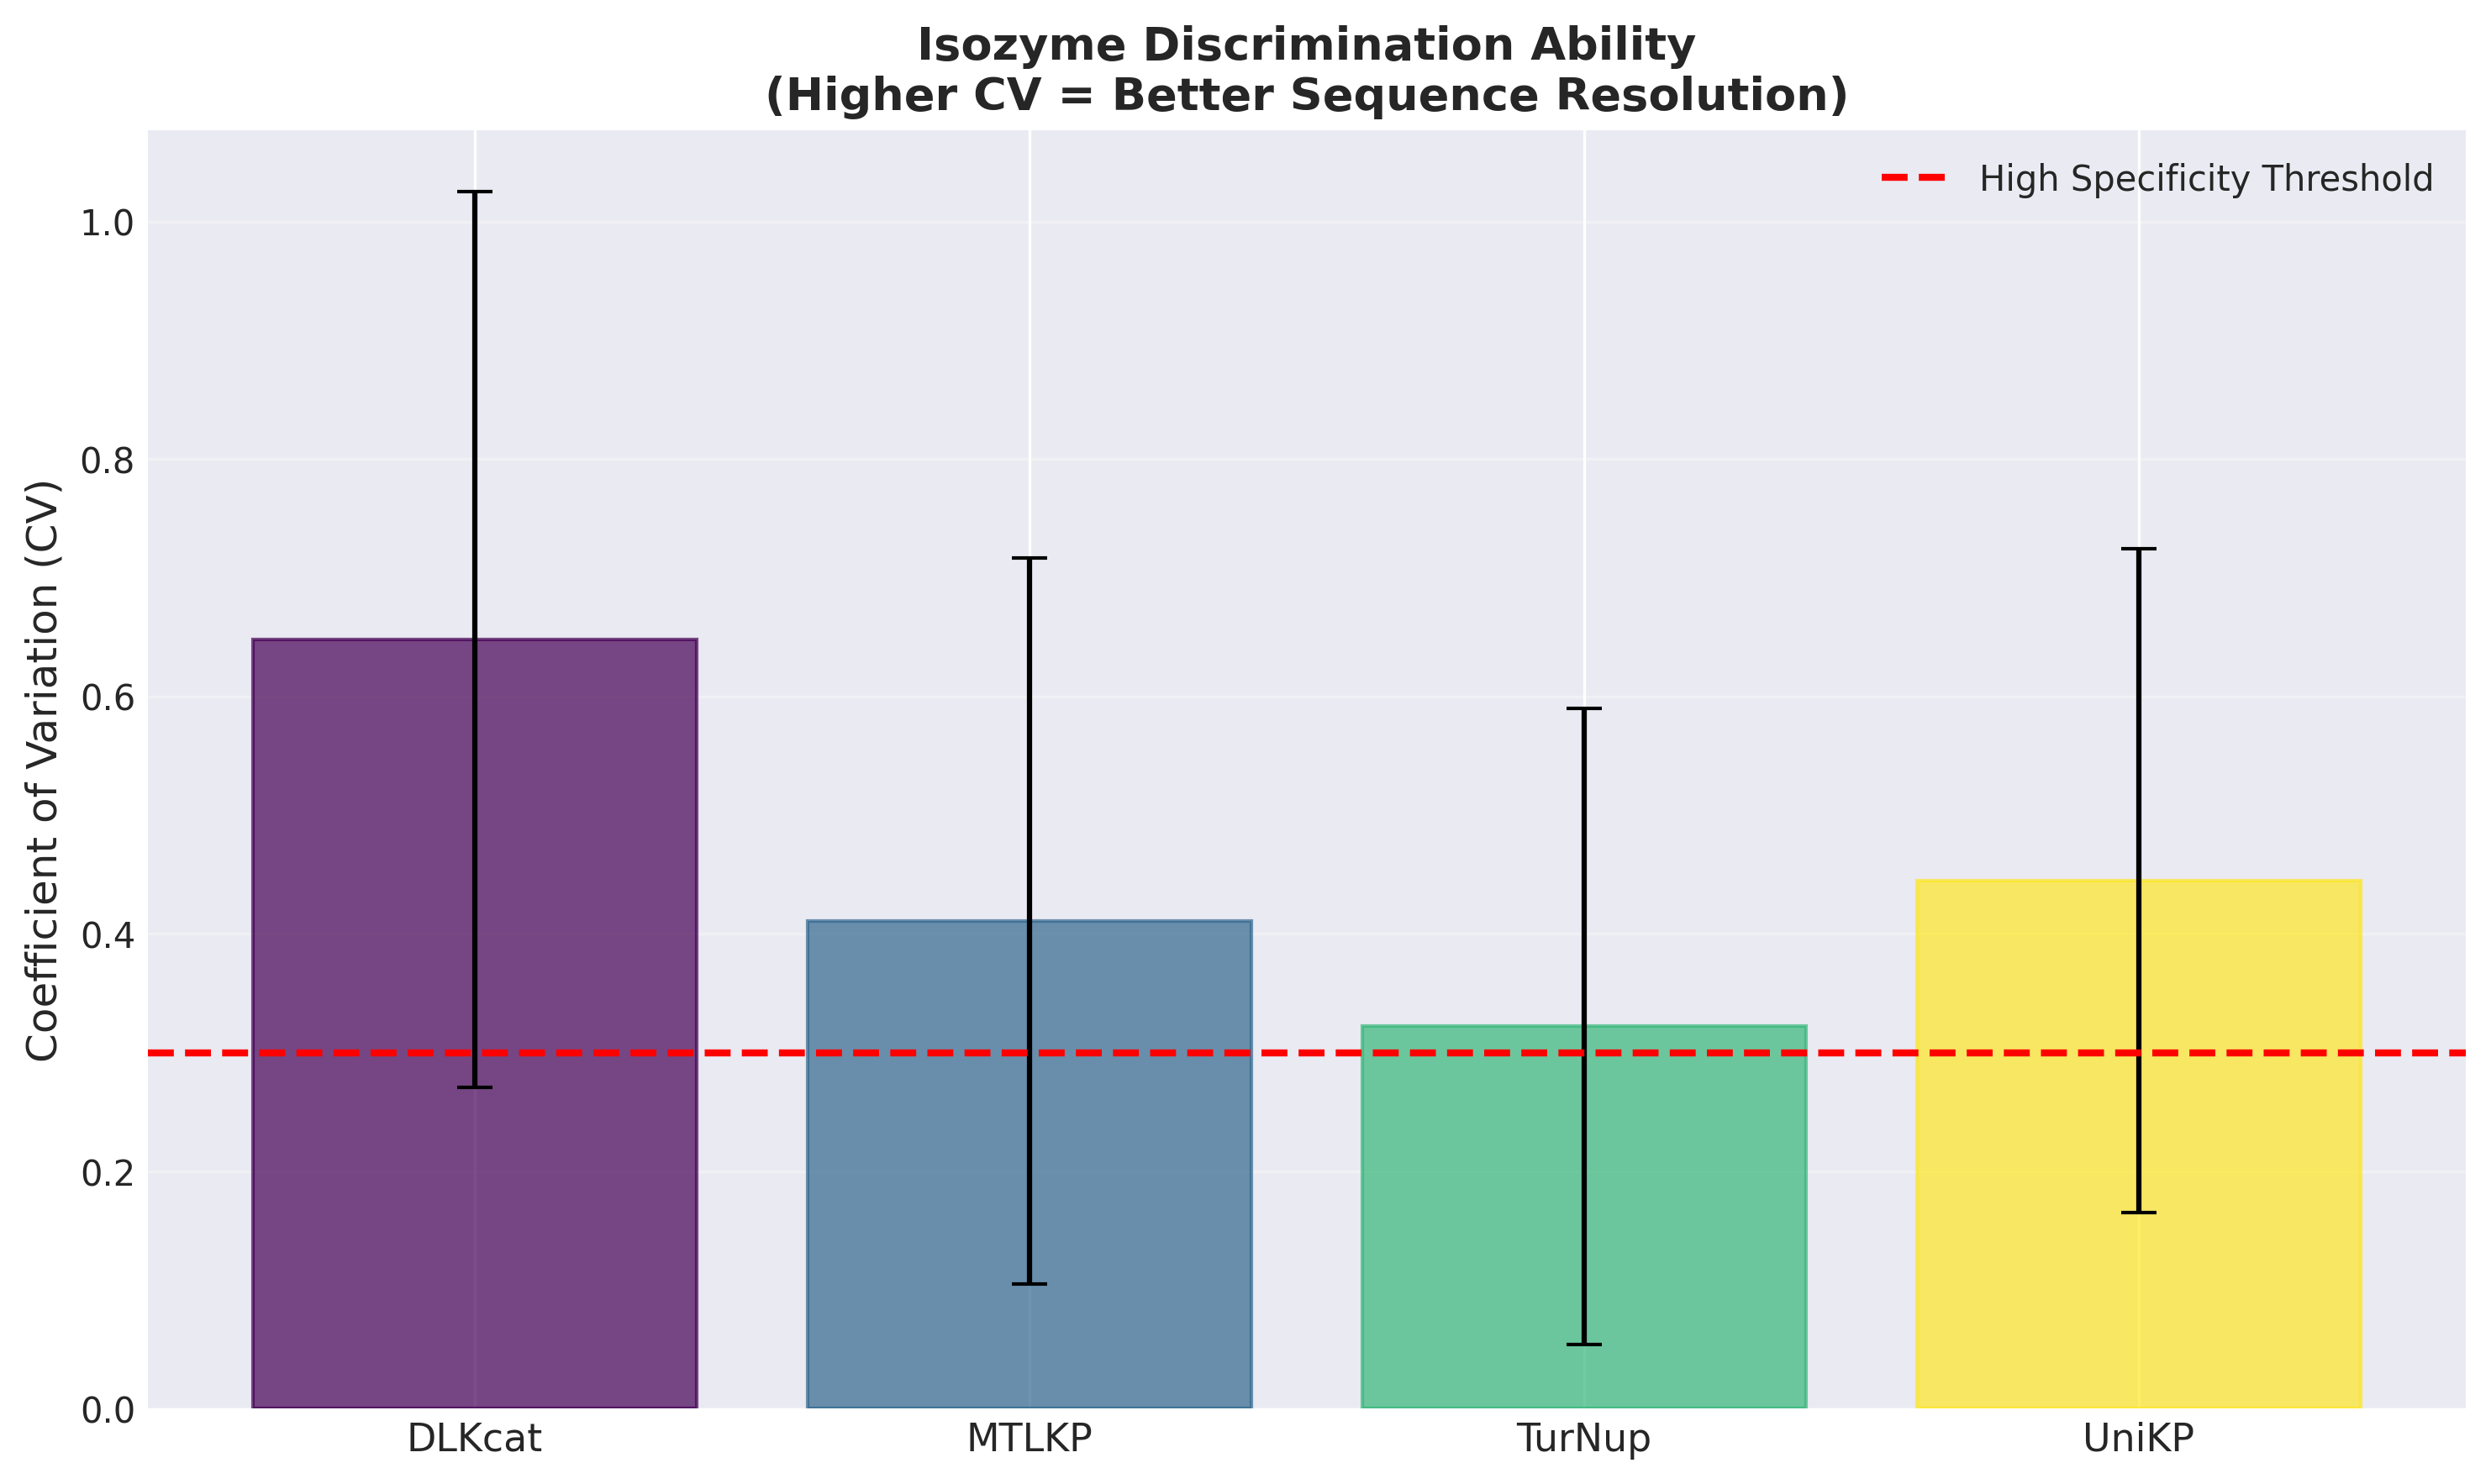 Isozyme Discrimination Ability
(Higher CV = Better Sequence Resolution)
High Specificity Threshold
Coefficient of Variation (CV)
1.0
0.8
0.6
0.4
0.2
0.0
DLKcat
MTLKP
TurNup
UniKP